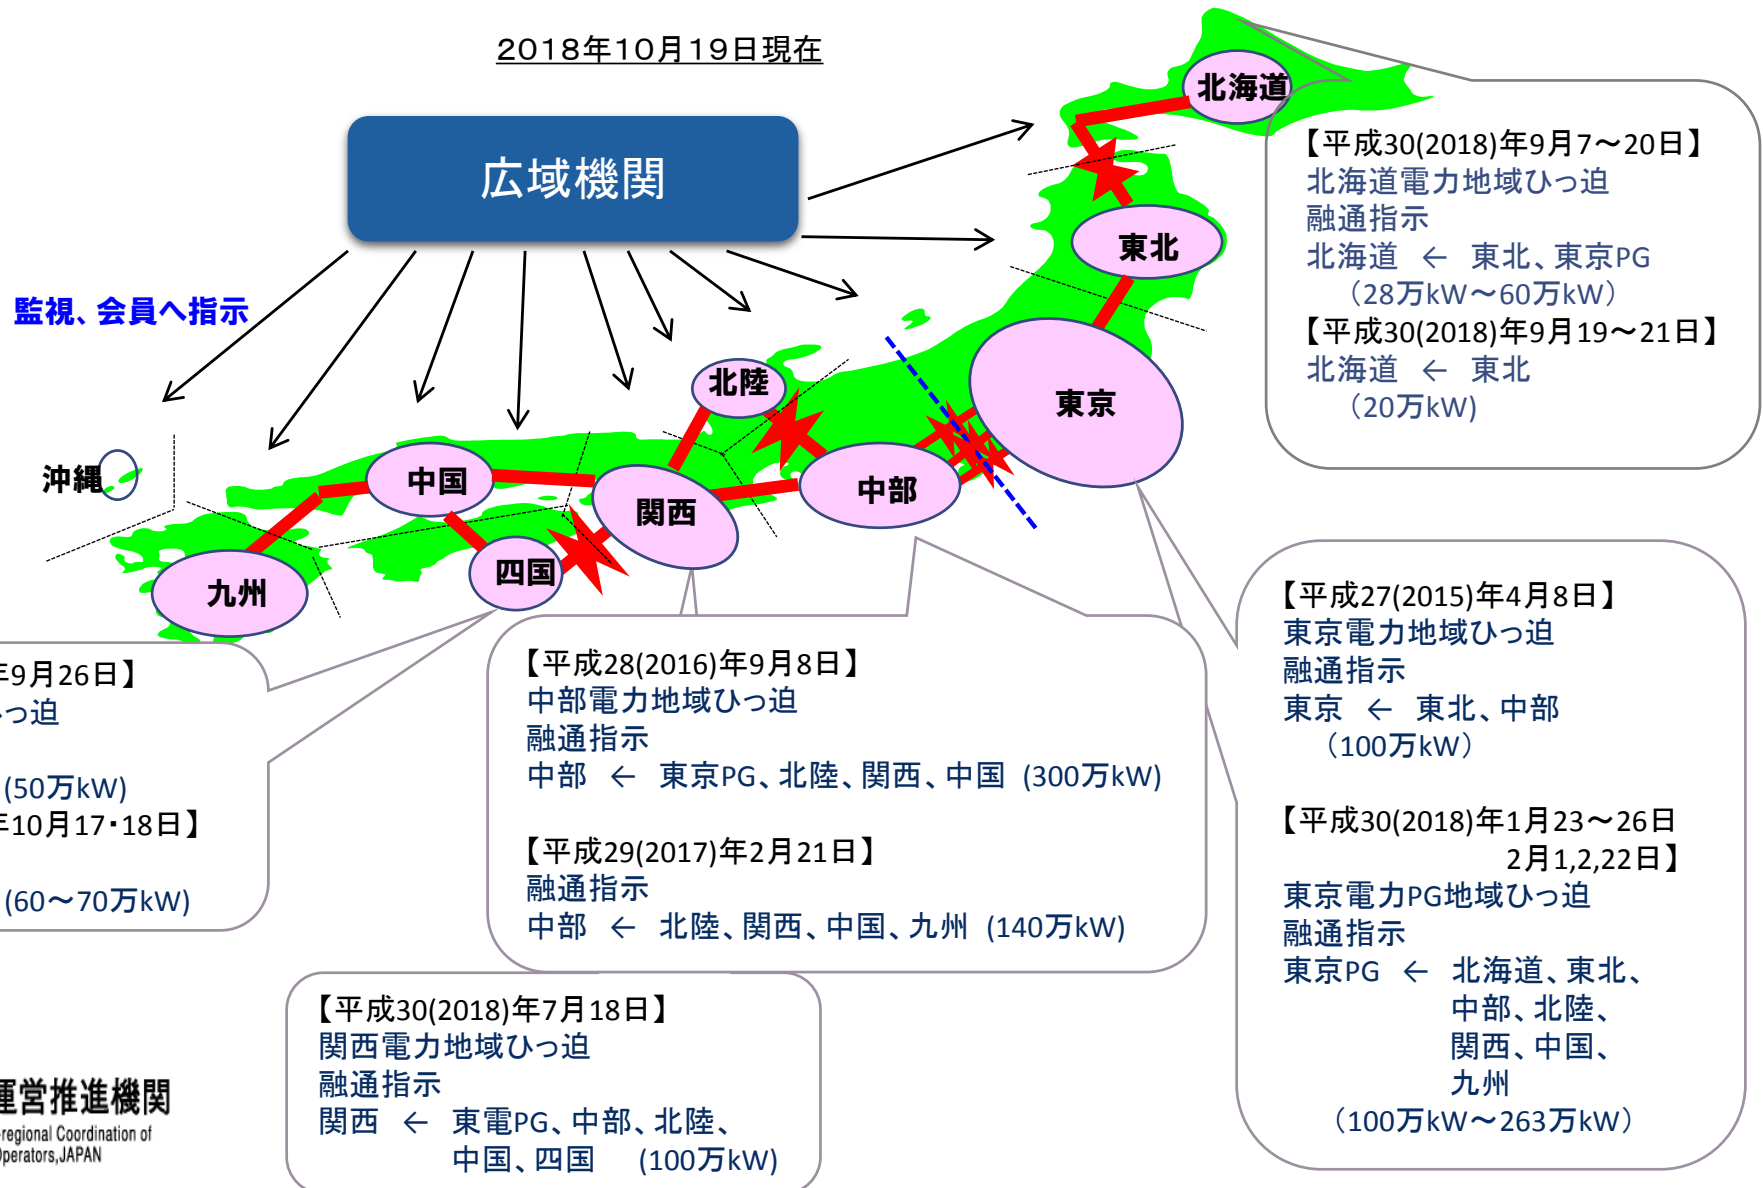 2018年10月19日現在
広域機関
監視、会員へ指示
北海道
東北
東京
北陸
中部
関西
中国
四国
九州
沖縄
【平成30(2018)年9月7～20日】
北海道電力地域ひっ迫
融通指示
北海道 ← 東北、東京PG
（28万kW～60万kW）
【平成30(2018)年9月19～21日】
北海道 ← 東北
（20万kW)
【平成27(2015)年4月8日】
東京電力地域ひっ迫
融通指示
東京 ← 東北、中部
（100万kW）
【平成30(2018)年1月23～26日
2月1,2,22日】
東京電力PG地域ひっ迫
融通指示
東京PG ← 北海道、東北、
中部、北陸、
関西、中国、
九州
（100万kW～263万kW）
【平成28(2016)年9月8日】
中部電力地域ひっ迫
融通指示
中部 ← 東京PG、北陸、関西、中国 (300万kW)
【平成29(2017)年2月21日】
融通指示
中部 ← 北陸、関西、中国、九州 (140万kW)
年9月26日】
っ迫
(50万kW)
年10月17・18日】
(60～70万kW)
【平成30(2018)年7月18日】
関西電力地域ひっ迫
融通指示
関西 ← 東電PG、中部、北陸、
中国、四国 (100万kW)
運営推進機関
-regional Coordination of
Operators,JAPAN